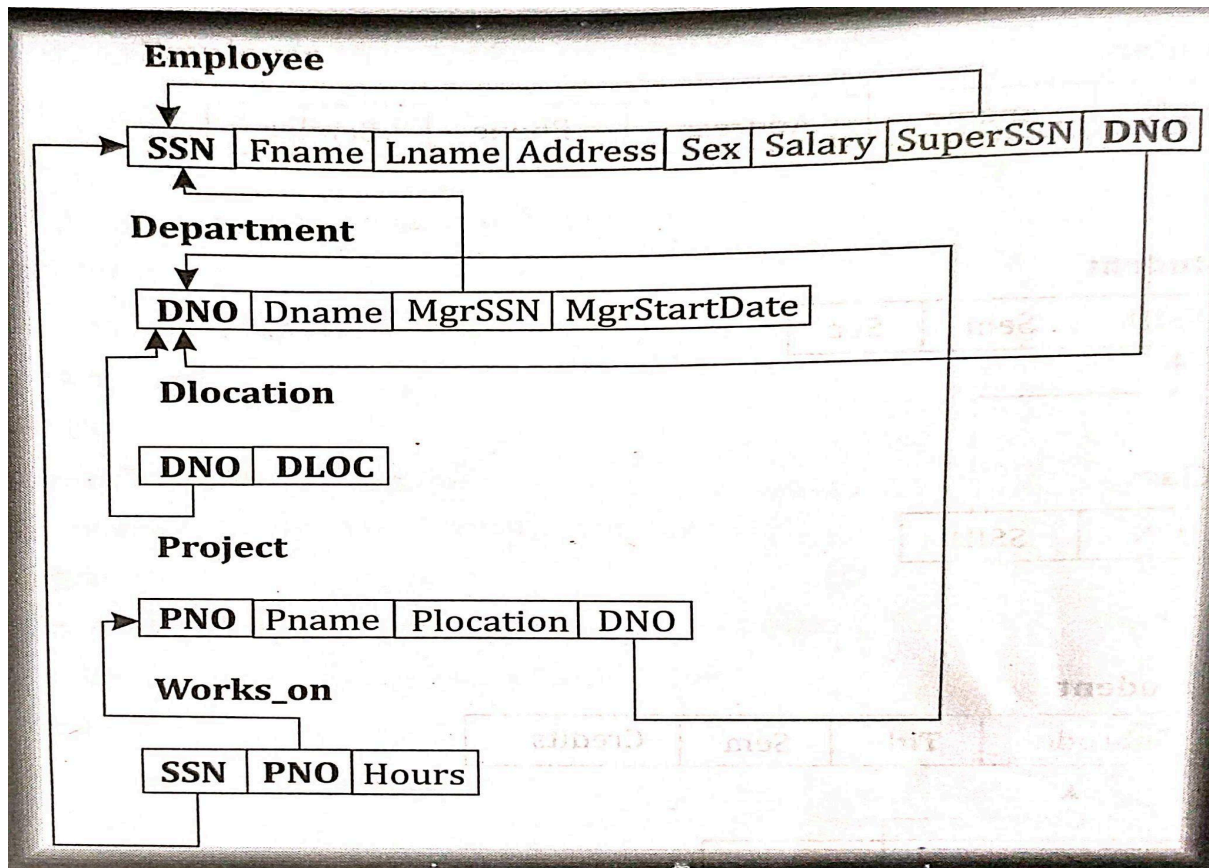 Employee
SSN Fname Lname Address Sex Salary SuperSSN DNO
Department
DNO Dname MgrSSN MgrStartDate
Dlocation
DNO DLOC
Project
PNO Pname Plocation DNO
Works_on
SSN PNO Hours